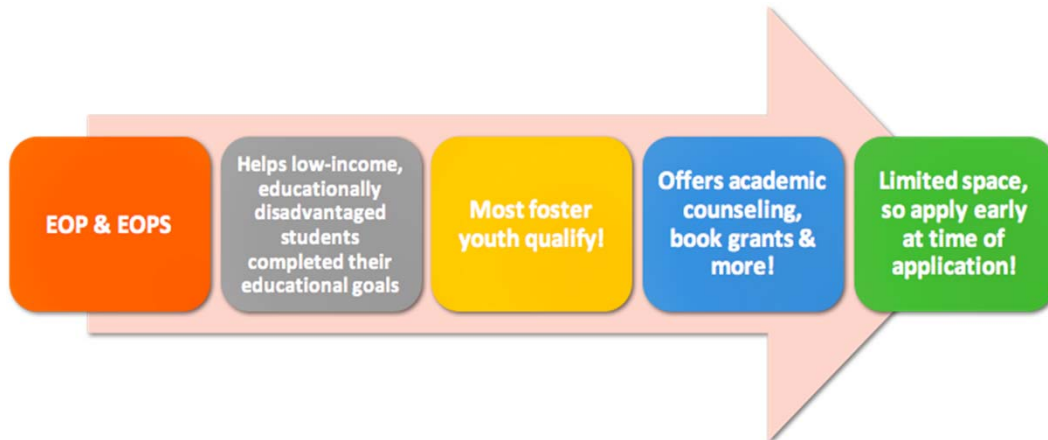 EOP & EOPS
Helps low-income,
educationally
disadvantaged
students
completed their
educational goals
Most foster
youth qualify!
Offers academic
counseling,
book grants &
more!
Limited space,
so apply early
at time of
application!